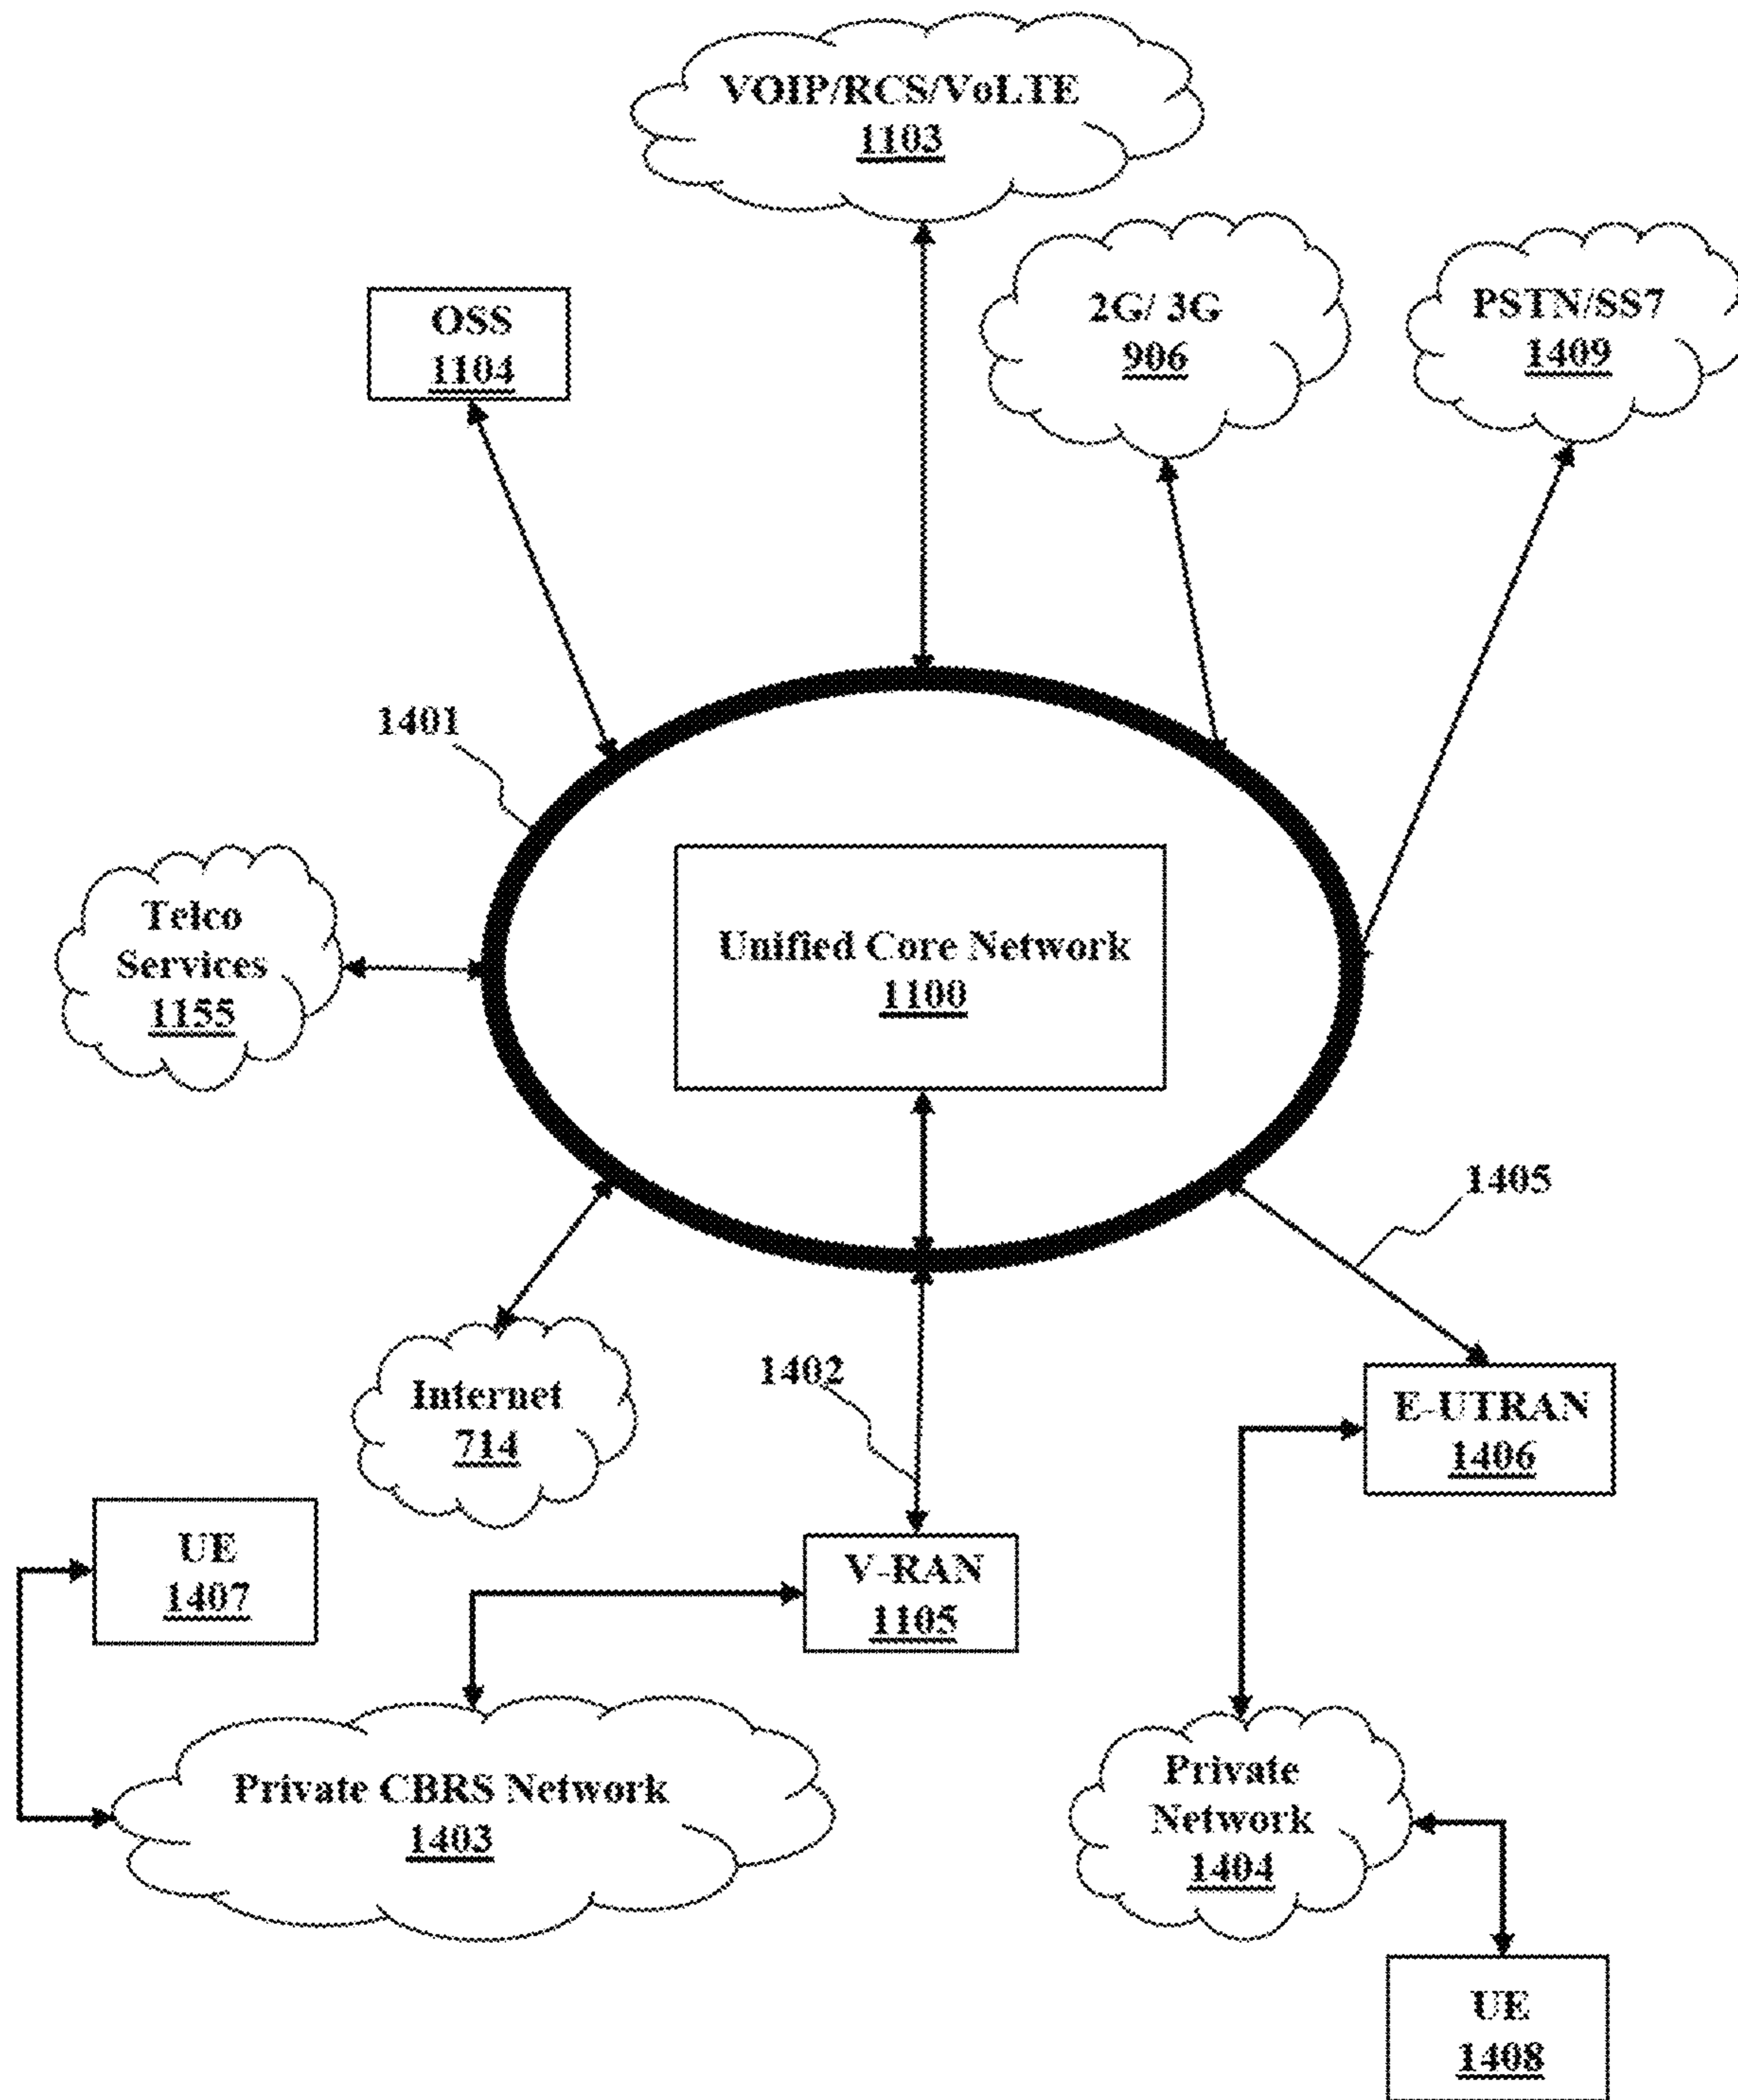 VOIP/RCS/VoLTE
1103
OSS
1104
2G/ 3G
906
PSTN/SS7
1409
1401
Telco
Services
1155
Unified Core Network
1100
1405
Internet
714
1402
E-UTRAN
1406
UE
1407
V-RAN
1105
Private CBRS Network
1403
Private
Network
1404
UE
1408